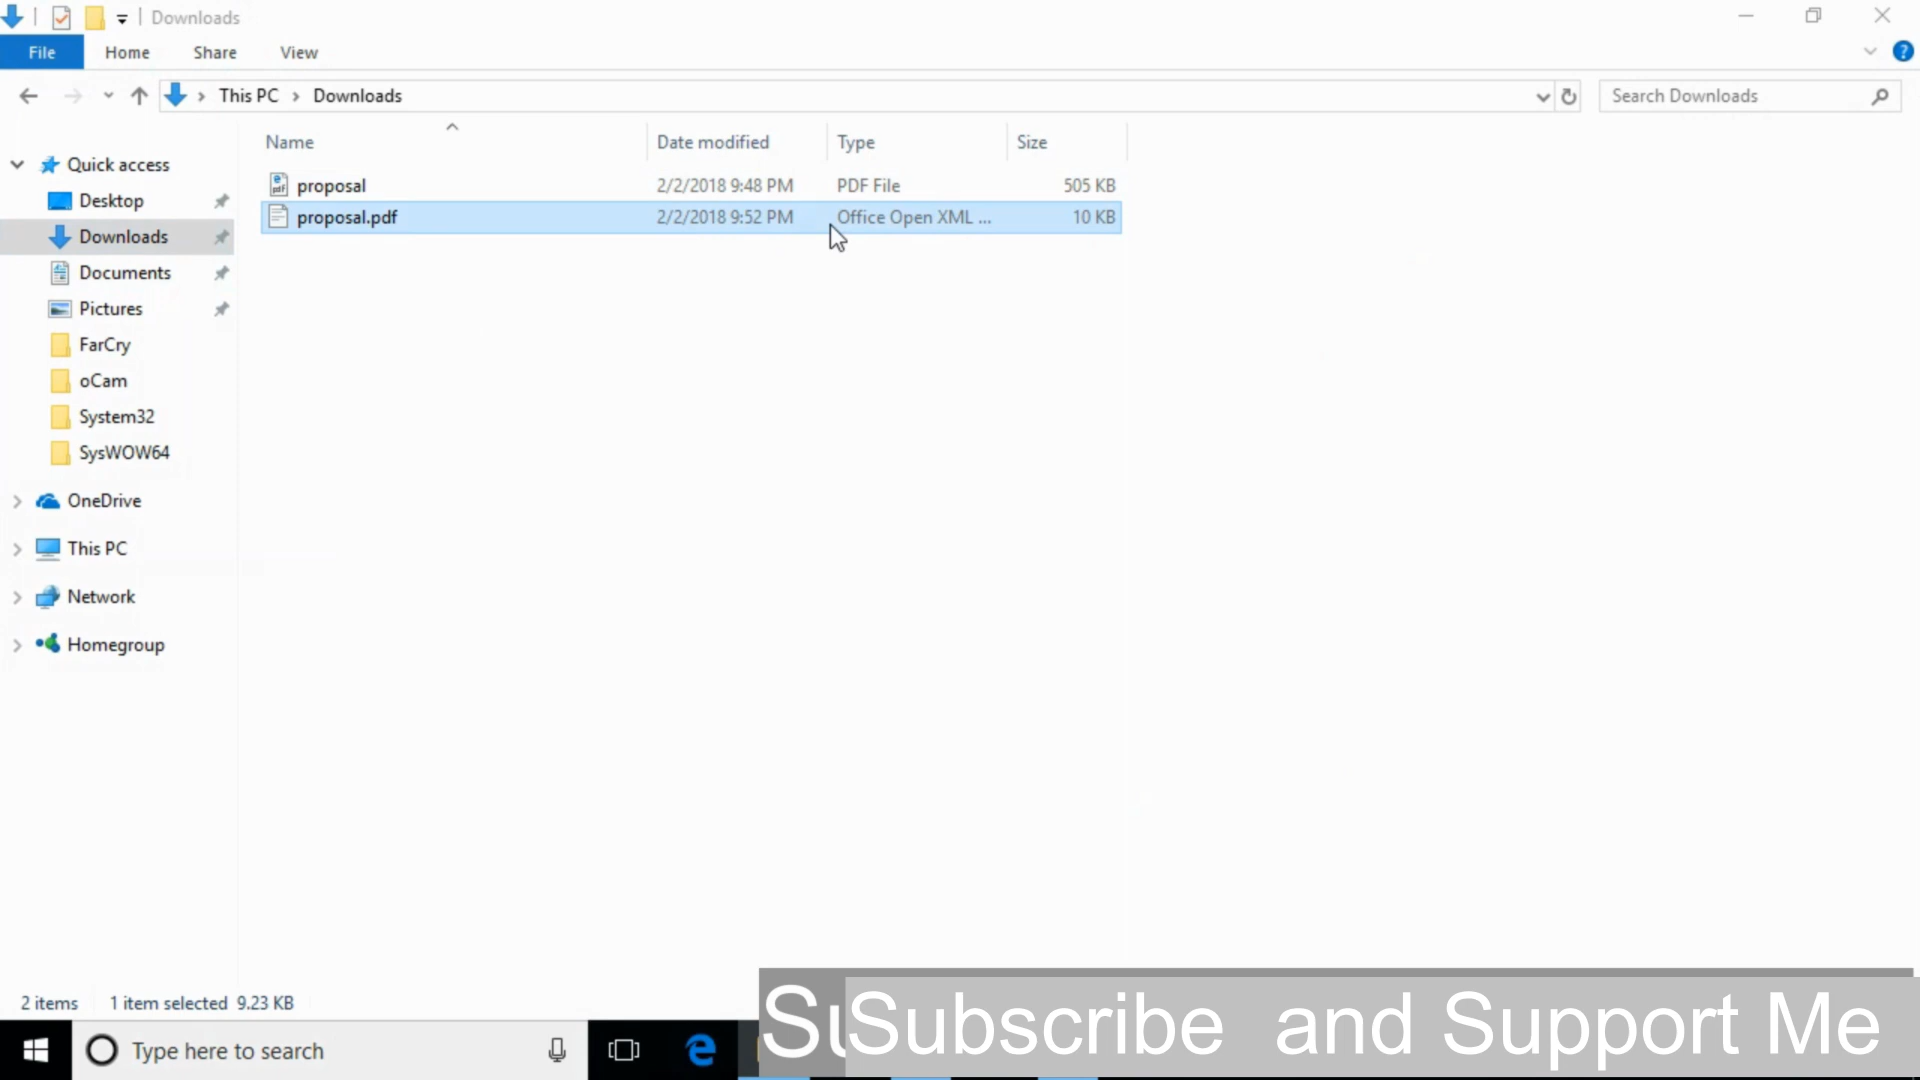 Downloads
File Home Share View
This PC Downloads
Search Downloads
Name Date modified Type Size
proposal 2/2/2018 9:48 PM PDF File 505 KB
proposal.pdf 2/2/2018 9:52 PM Office Open XML ... 10 KB
Quick access
Desktop
Downloads
Documents
Pictures
FarCry
oCam
System32
SysWOW64
OneDrive
This PC
Network
Homegroup
2 items 1 item selected 9.23 KB
Type here to search
Subscribe and Support Me